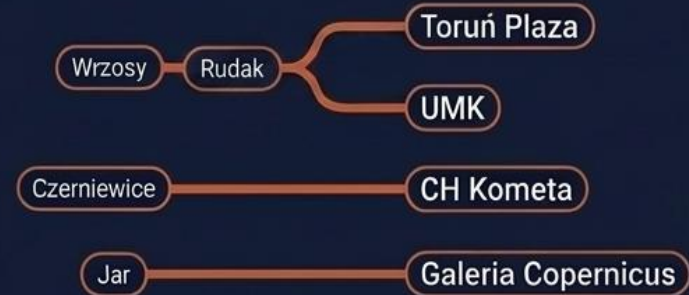 Toruń Plaza
Wrzosy
Rudak
UMK
Czerniewice
CH Kometa
Jar
Galeria Copernicus